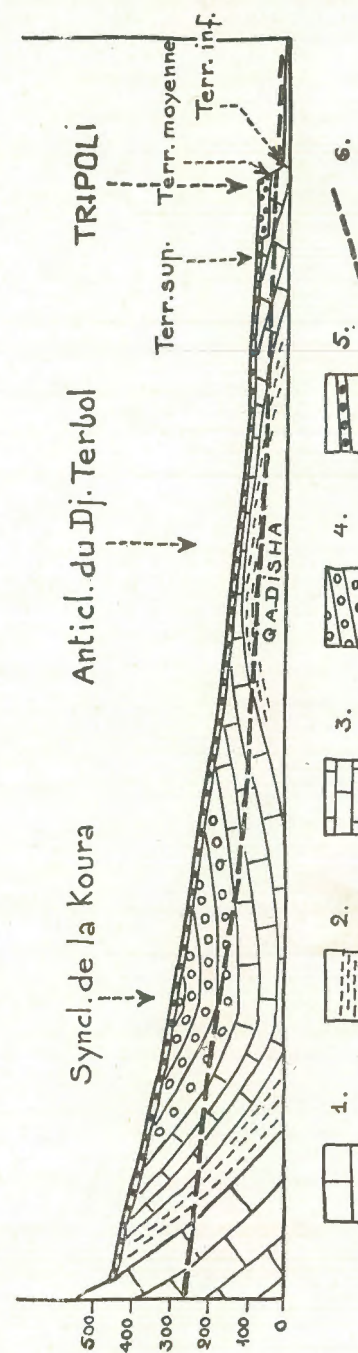 Syncl. de la Koura
Anticl. du Dj. Terbol
TRIPOLI
Terr. sup.
Terr. moyenne
Terr. inf.
QADISHA
500
400
300
200
100
0
1. 2. 3. 4. 5. 6.